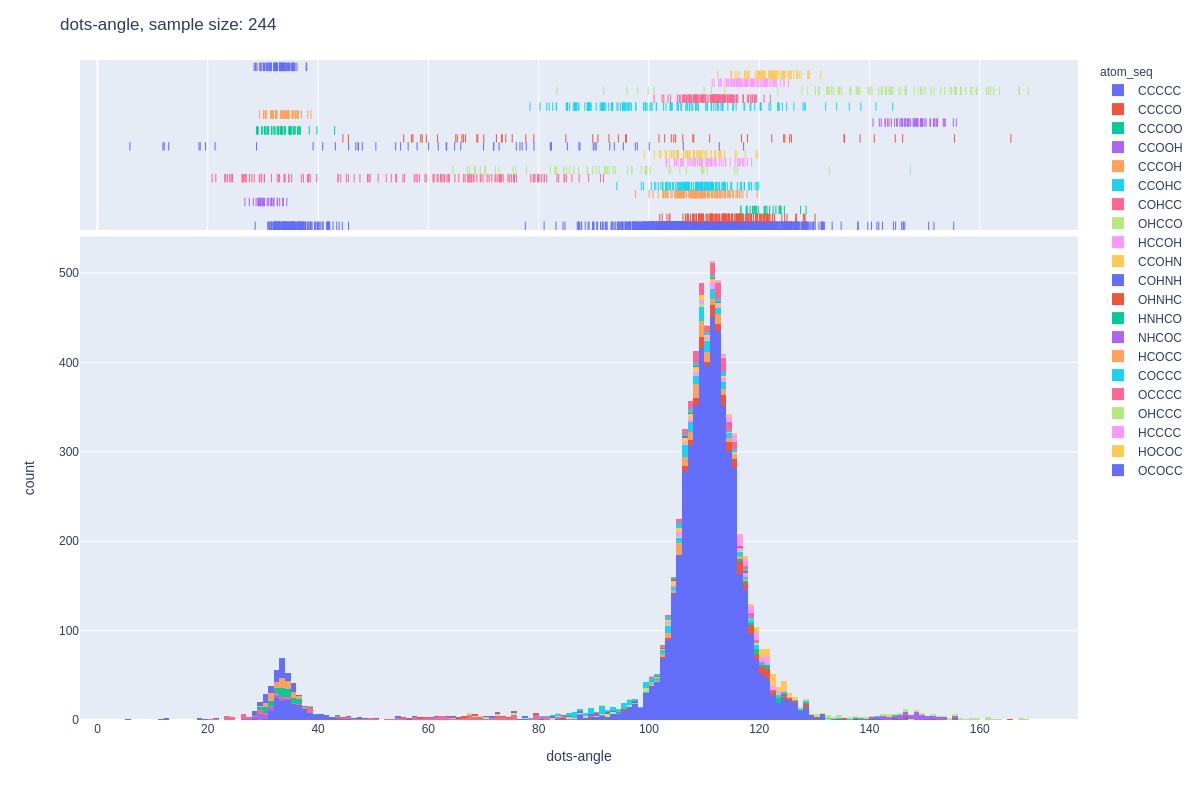 dots-angle, sample size: 244
atom_seq
CCCCC
CCCCO
CCCOO
CCOOH
CCCOH
CCOHC
COHCC
OHCCO
HCCOH
CCOHN
COHNH
OHNHC
HNHCO
NHCOC
HCOCC
COCCC
OCCCC
OHCCC
HCCCC
HOCOC
OCOCC
count
500
400
300
200
100
0
0 20 40 60 80 100 120 140 160
dots-angle